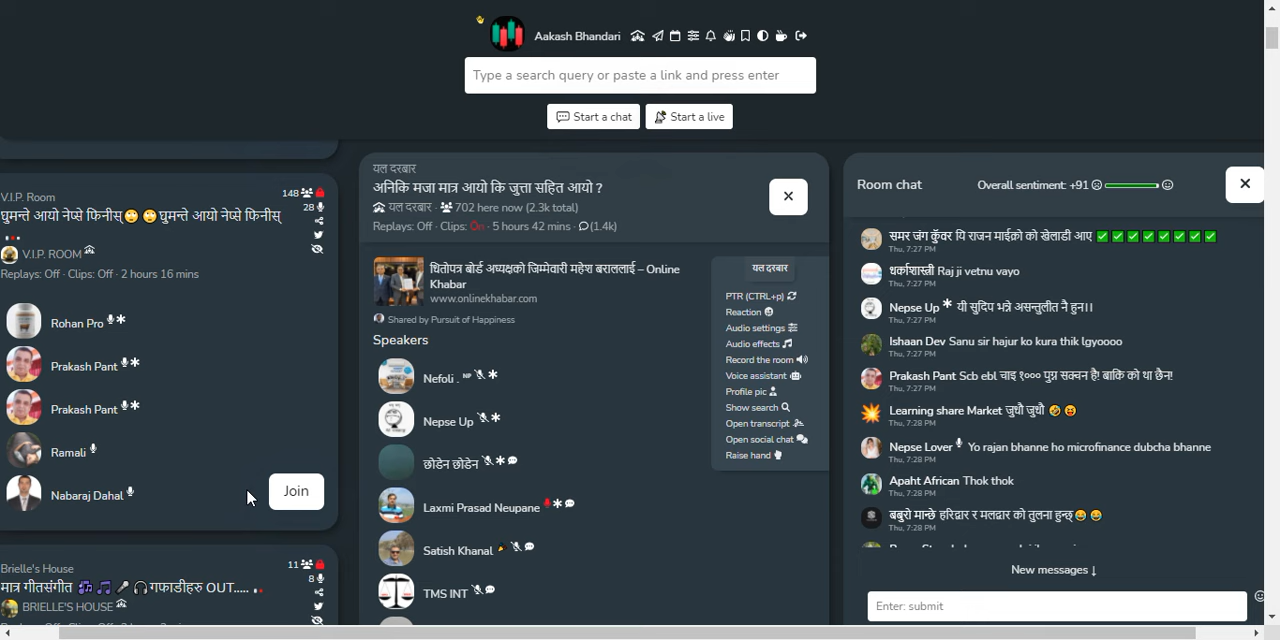 Aakash Bhandari
Type a search query or paste a link and press enter
Start a chat
Start a live
V.I.P. Room
148
28
घुमन्ते आयो नेप्से फिनीस्🙄🙄घुमन्ते आयो नेप्से फिनीस्
V.I.P. ROOM
Replays: Off · Clips: Off · 2 hours 16 mins
Rohan Pro
Prakash Pant
Prakash Pant
Ramali
Nabaraj Dahal
Join
Brielle's House
11
8
मात्र गीतसंगीत 🎶🎵🎤🎧गफाडीहरु OUT.....
BRIELLE'S HOUSE
यल दरबार
अनिकि मजा मात्र आयो कि जुत्ता सहित आयो ?
यल दरबार · 702 here now (2.3k total)
Replays: Off · Clips: On · 5 hours 42 mins · (1.4k)
धितोपत्र बोर्ड अध्यक्षको जिम्मेवारी महेश बराललाई – Online
Khabar
www.onlinekhabar.com
Shared by Pursuit of Happiness
Speakers
Nefoli . NP
Nepse Up
छोडेन छोडेन
Laxmi Prasad Neupane
Satish Khanal
TMS INT
यल दरबार
PTR (CTRL+p)
Reaction
Audio settings
Audio effects
Record the room
Voice assistant
Profile pic
Show search
Open transcript
Open social chat
Raise hand
Room chat
Overall sentiment: +91
समर जंग कुँवर यि राजन माईक्रो को खेलाडी आए ✅✅✅✅✅✅✅✅
Thu, 7:27 PM
धर्काशास्त्री Raj ji vetnu vayo
Thu, 7:27 PM
Nepse Up यी सुदिप भन्ने असन्तुलीत नै हुन।।
Thu, 7:27 PM
Ishaan Dev Sanu sir hajur ko kura thik lgyoooo
Thu, 7:27 PM
Prakash Pant Scb ebl चाइ १००० पुग्न सक्चन है! बाकि को था छैन!
Thu, 7:27 PM
Learning share Market जुधौ जुधौ 🤣😝
Thu, 7:28 PM
Nepse Lover Yo rajan bhanne ho microfinance dubcha bhanne
Thu, 7:28 PM
Apaht African Thok thok
Thu, 7:28 PM
बबुरो मान्छे हरिद्वार र मलद्वार को तुलना हुन्छ😂😂
Thu, 7:28 PM
New messages ↓
Enter: submit